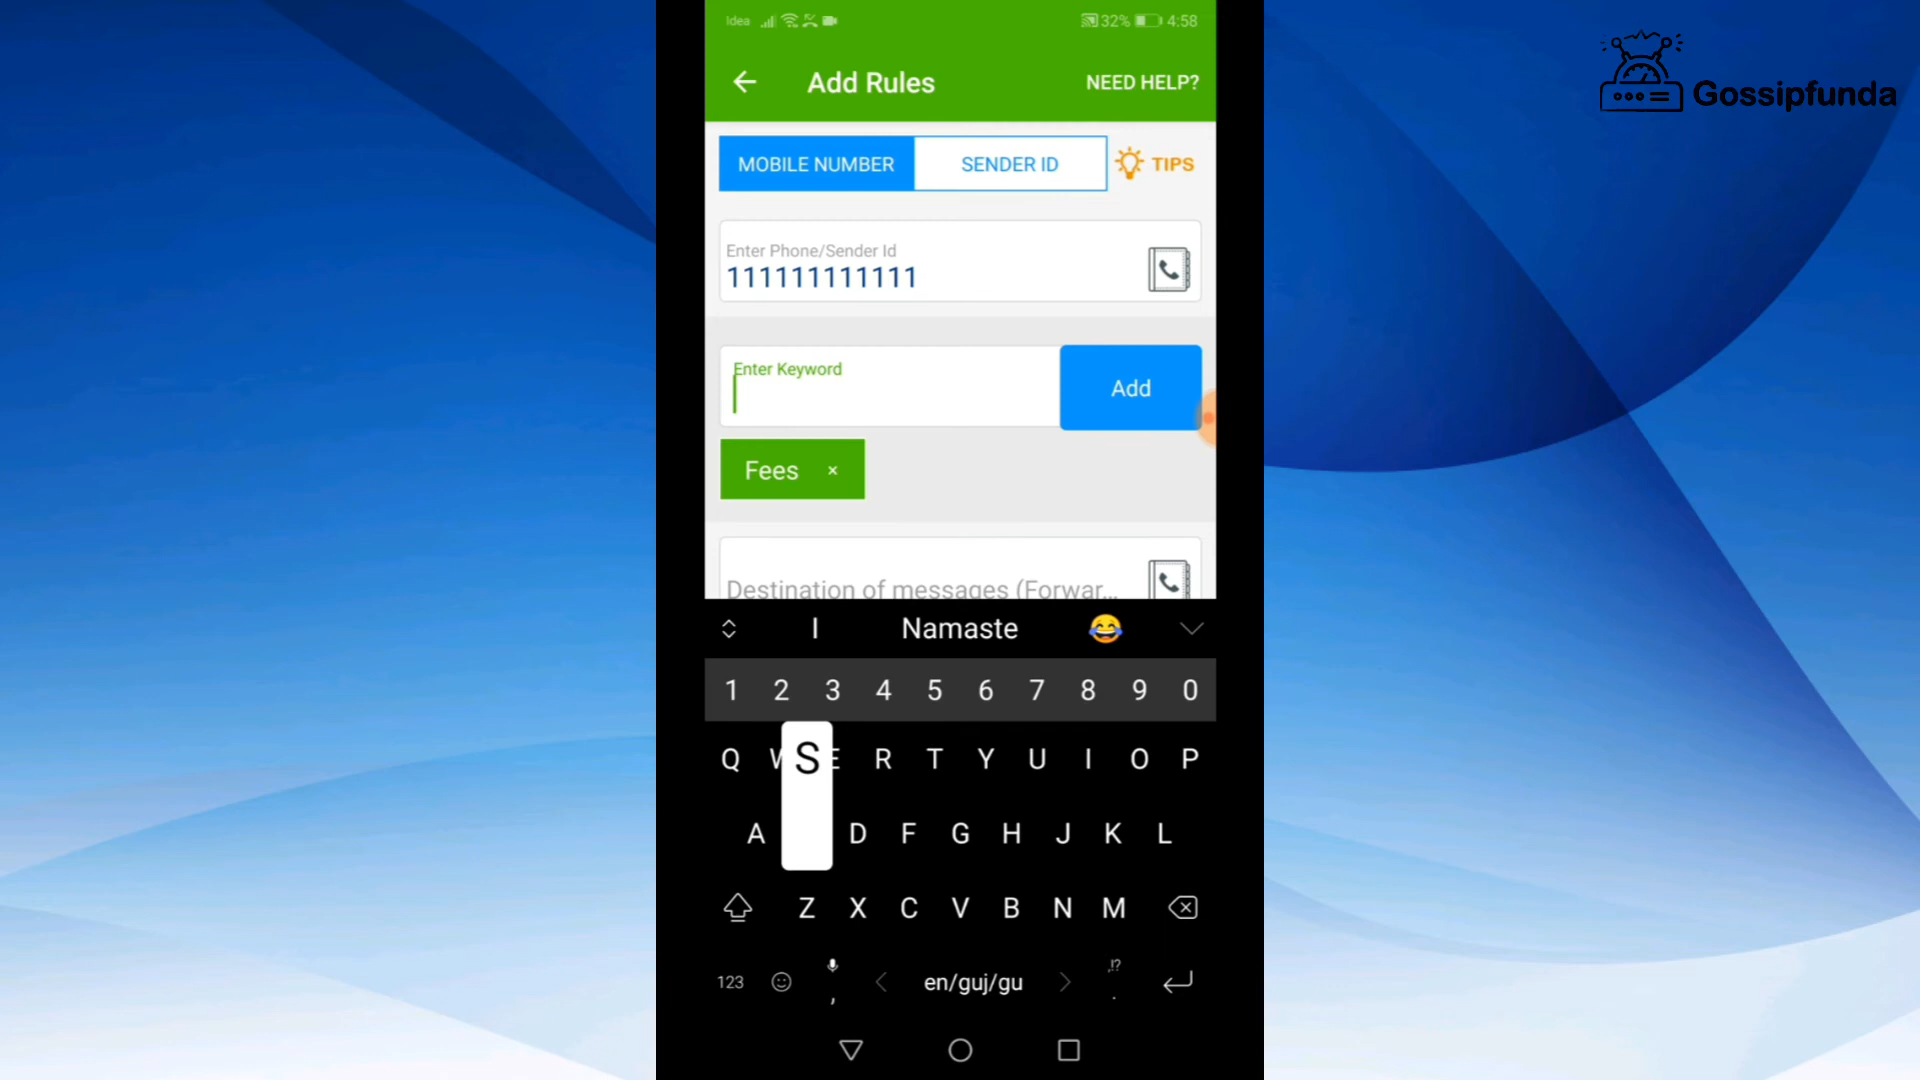 Idea 32% 4:58
Add Rules NEED HELP?
Gossipfunda
MOBILE NUMBER SENDER ID TIPS
Enter Phone/Sender Id
111111111111
Enter Keyword
Add
Fees ×
Destination of messages (Forwar...
I Namaste 😂
1 2 3 4 5 6 7 8 9 0
Q W S E R T Y U I O P
A D F G H J K L
Z X C V B N M
123 , < en/guj/gu > ,!? .